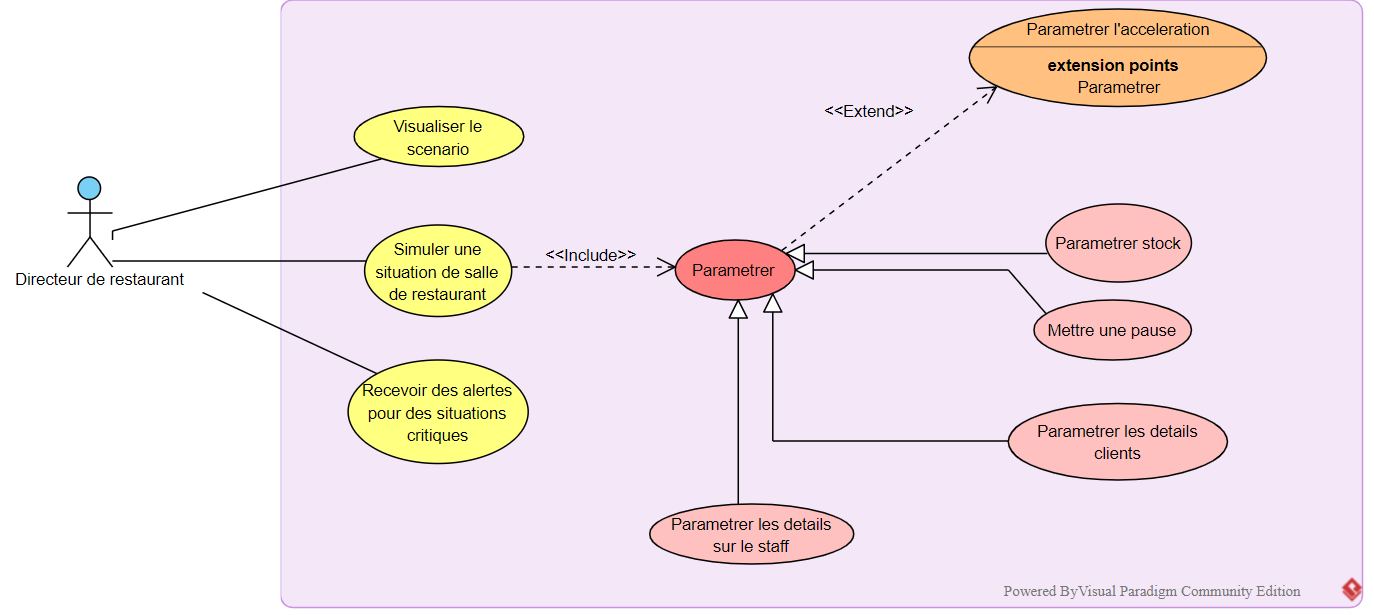 Parametrer l'acceleration
extension points
Parametrer
<<Extend>>
Visualiser le
scenario
Directeur de restaurant
Simuler une
situation de salle
de restaurant
<<Include>>
Parametrer
Parametrer stock
Mettre une pause
Recevoir des alertes
pour des situations
critiques
Parametrer les details
clients
Parametrer les details
sur le staff
Powered ByVisual Paradigm Community Edition